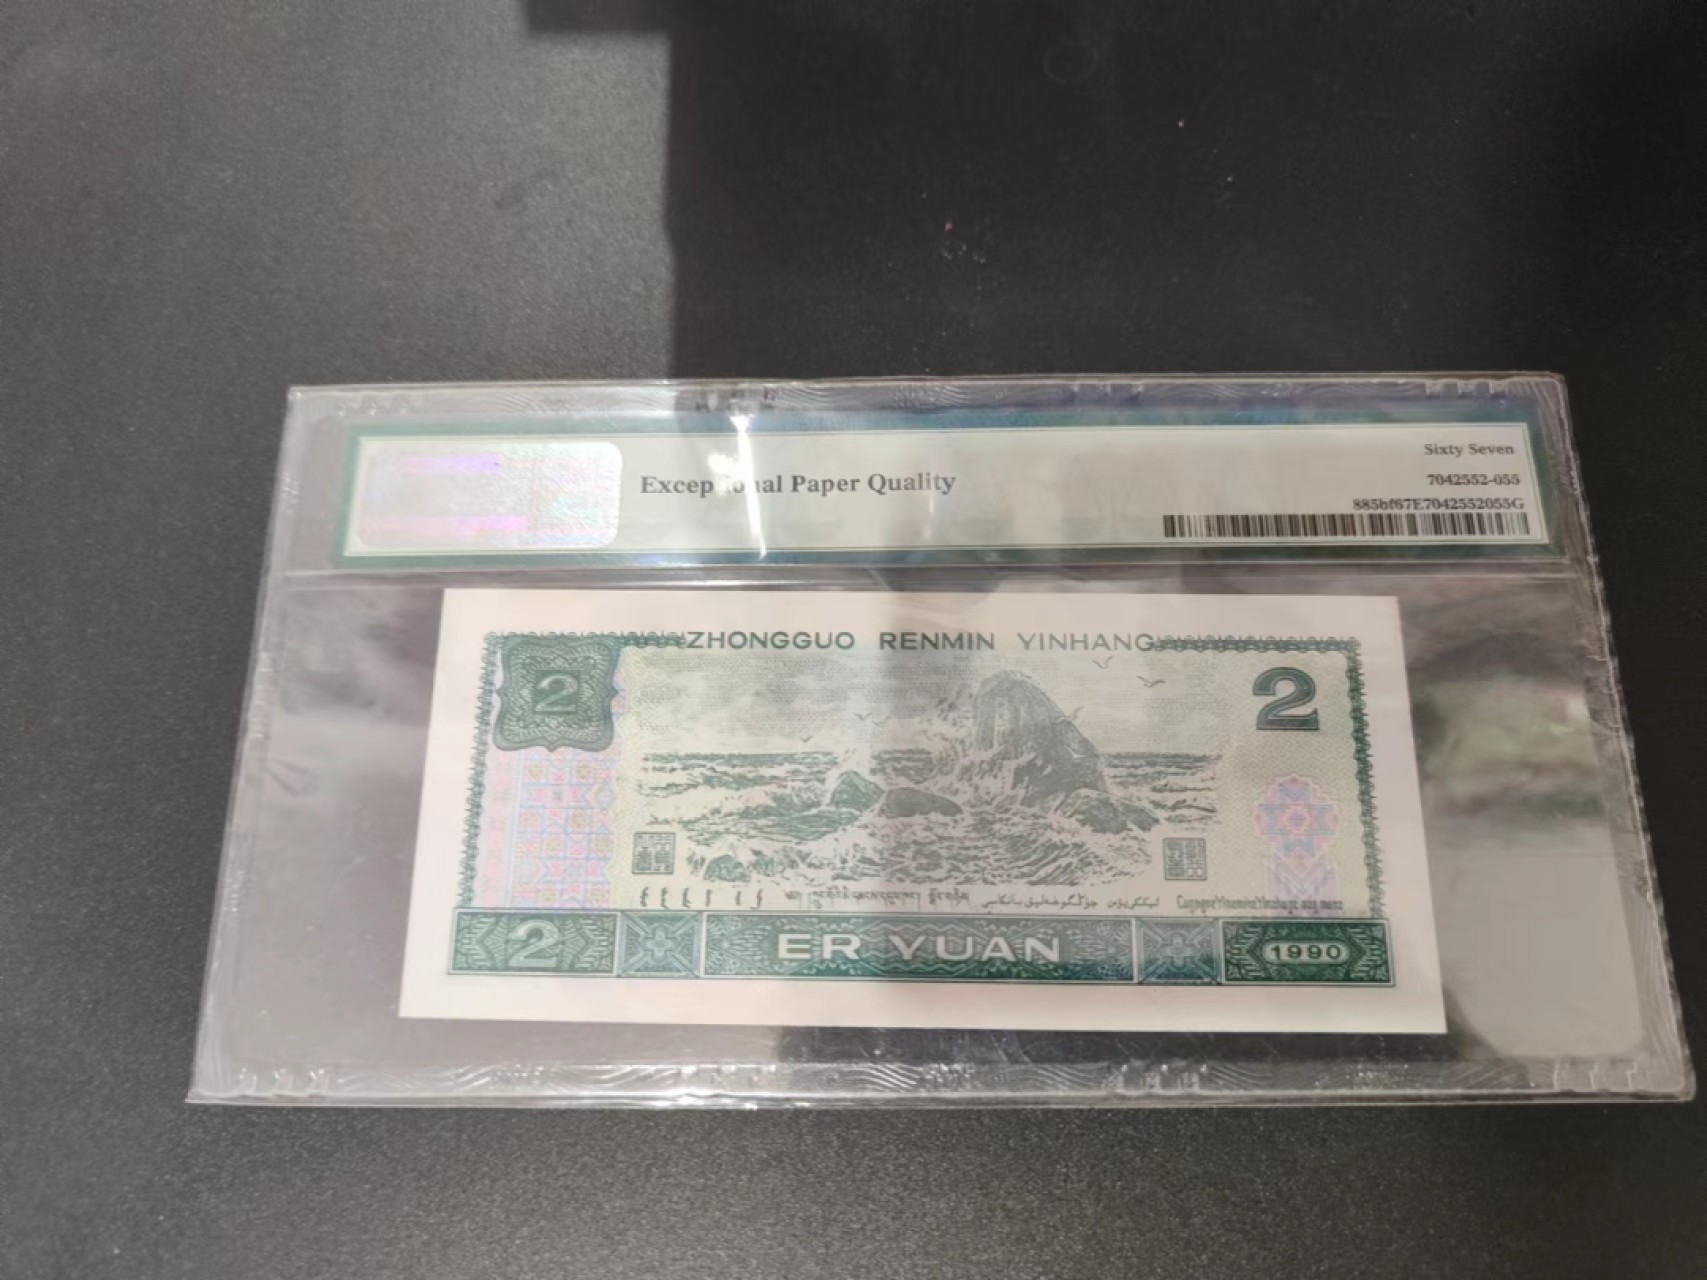 Sixty Seven
Exceptional Paper Quality
7042552-055
885bf67E7042552055G
ZHONGGUO RENMIN YINHANG
2
2
2
ER YUAN
1990